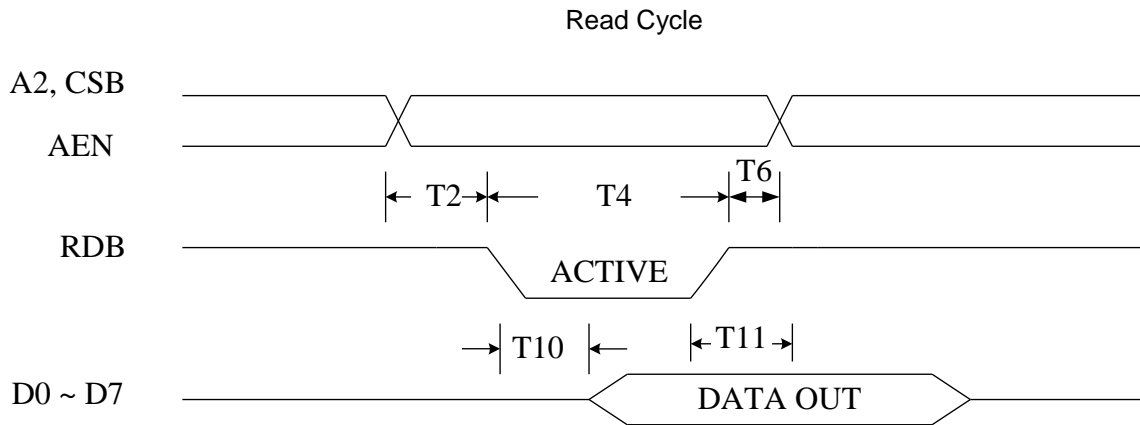 Read Cycle
A2, CSB
AEN
T6
T2
T4
RDB
ACTIVE
T10
T11
D0 ~ D7
DATA OUT